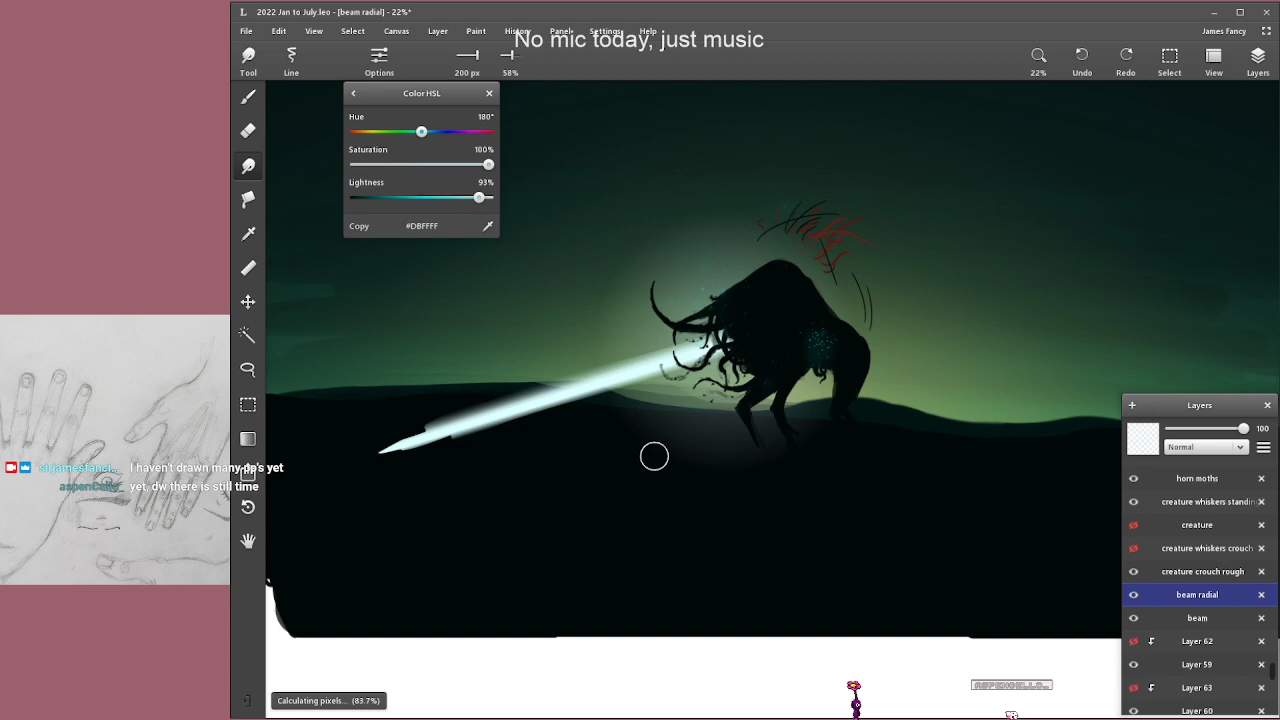 L 2022 Jan to July.leo - [beam radial] - 22%*
File Edit View Select Canvas Layer Paint History Panel Settings Help James Fancy
No mic today, just music
Tool Line Options 200 px 58% 22% Undo Redo Select View Layers
Color HSL
Hue 180°
Saturation 100%
Lightness 93%
Copy #DBFFFF
I haven't drawn many pp's yet
aspencello_ yet, dw there is still time
Layers
100
Normal
horn moths
creature whiskers standin
creature
creature whiskers crouch
creature crouch rough
beam radial
beam
Layer 62
Layer 59
Layer 63
Layer 60
Calculating pixels... (83.7%)
ASPENCELLO_